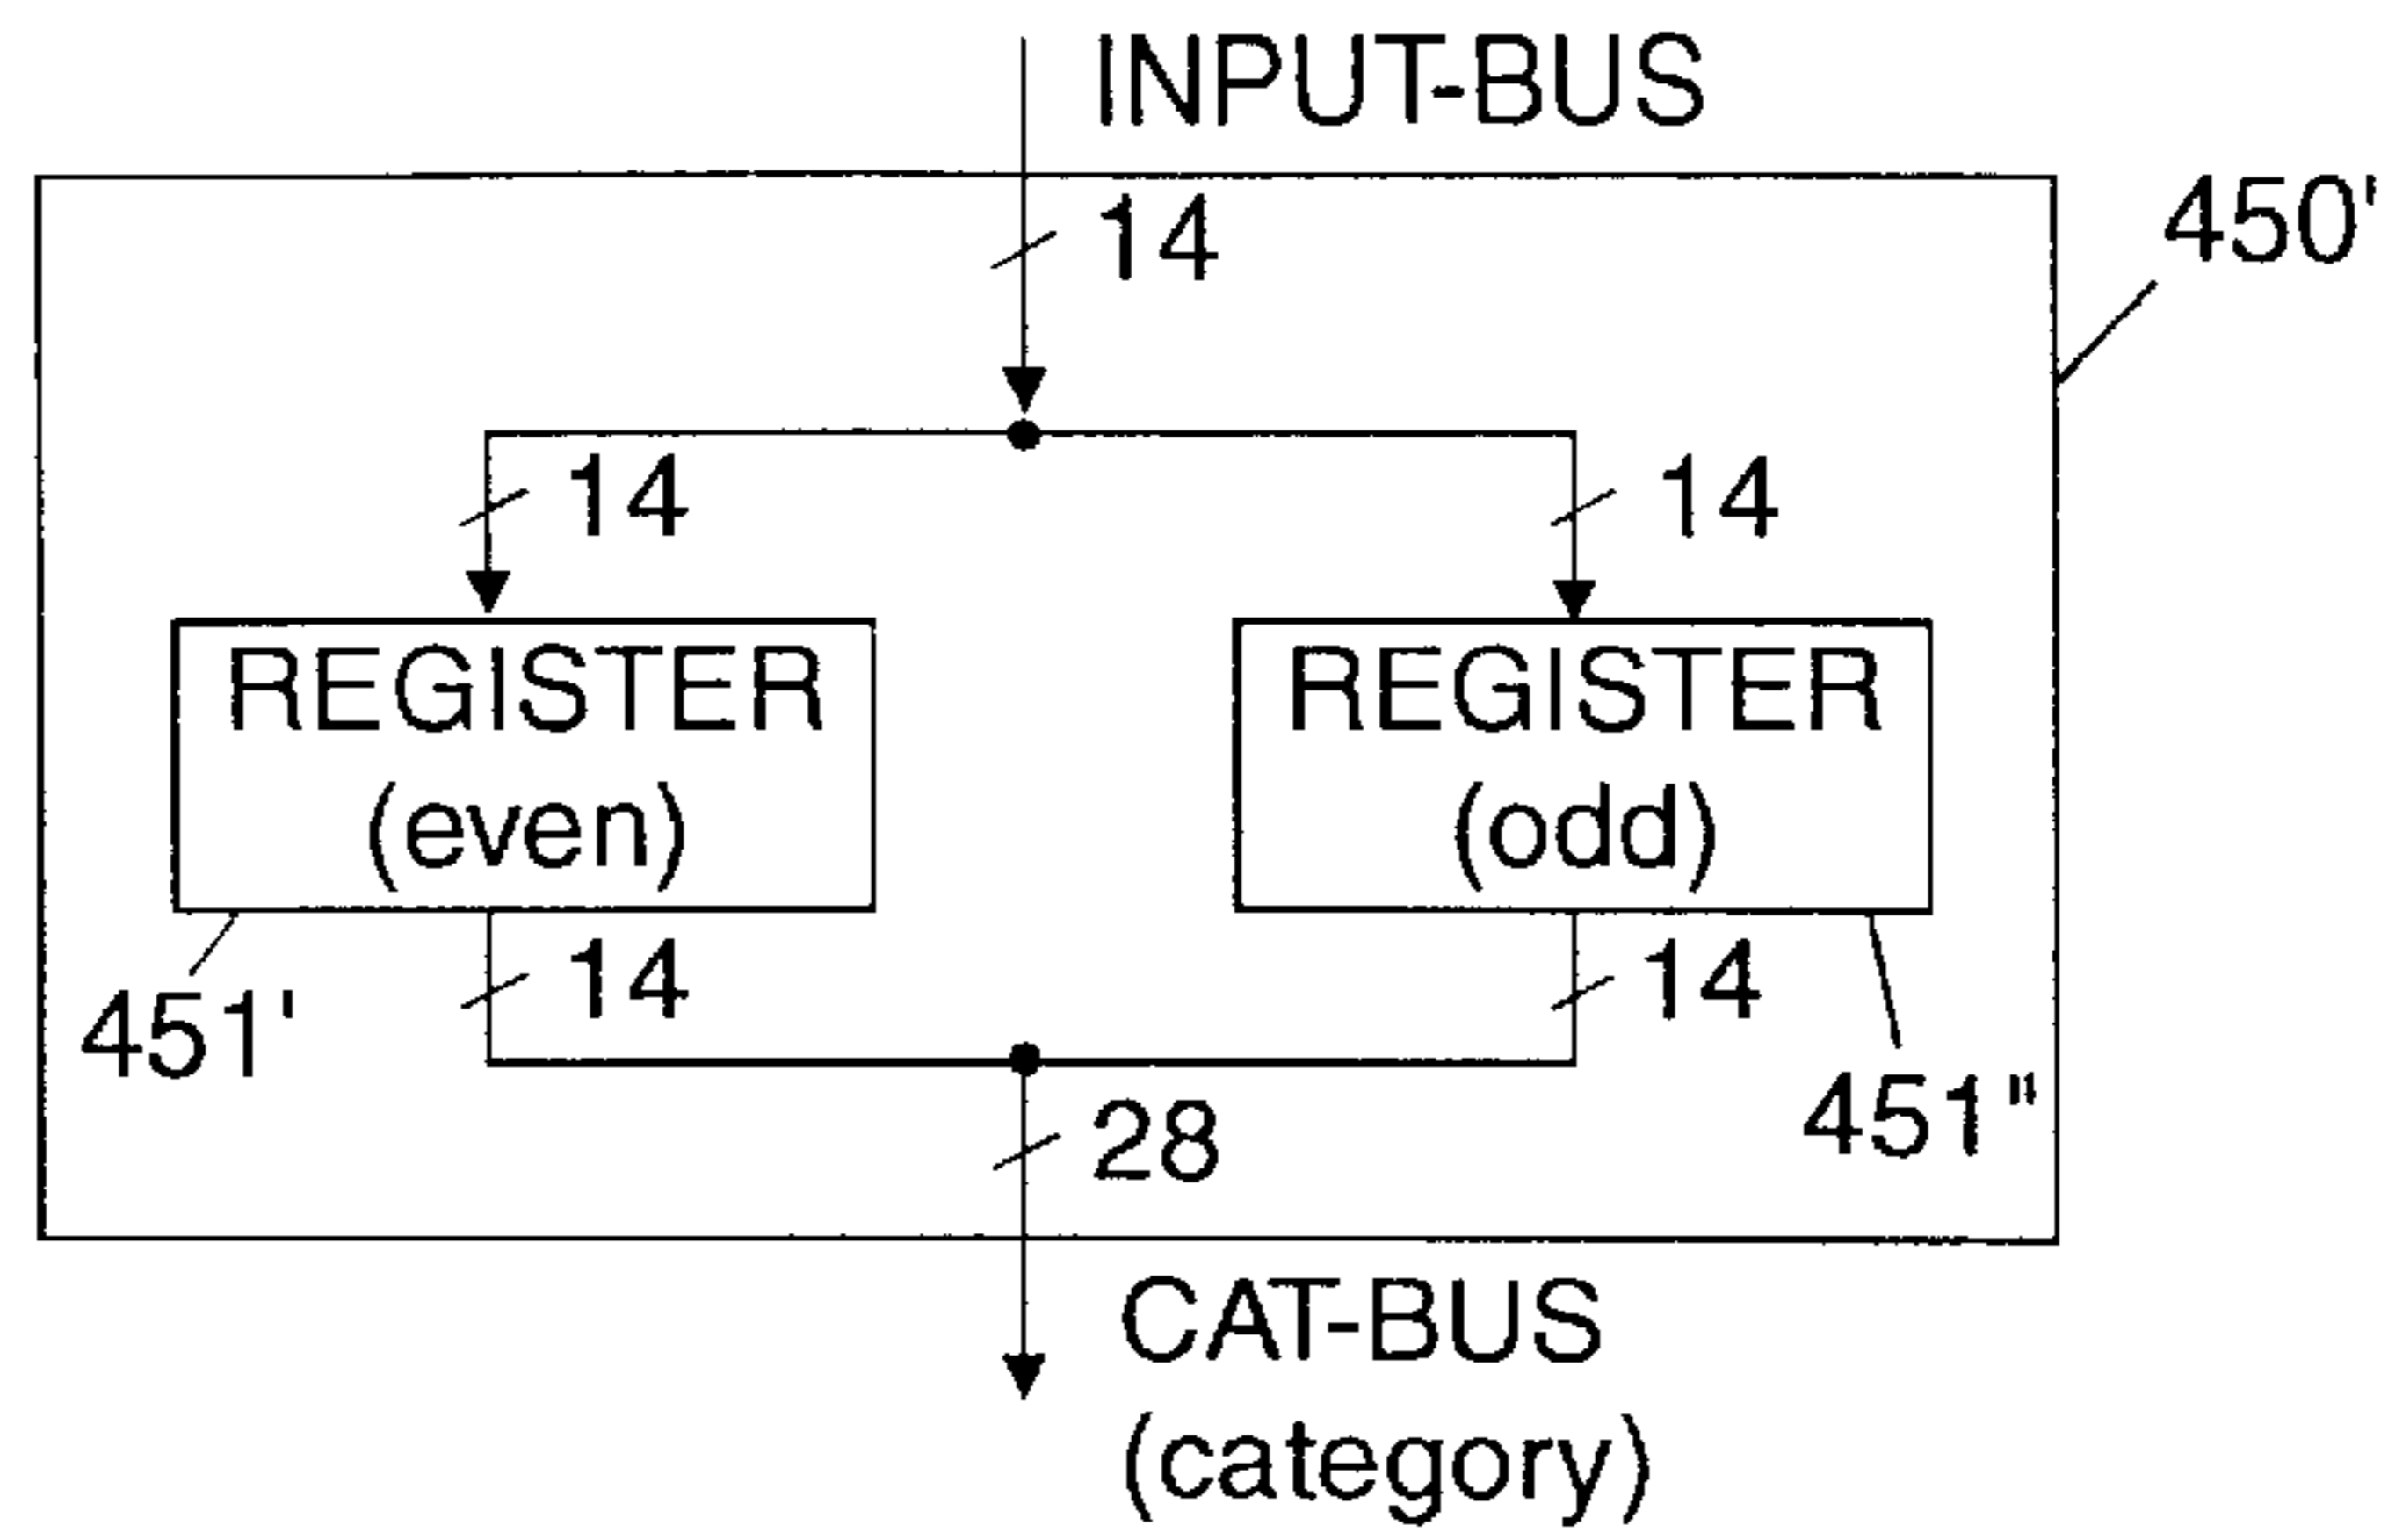 INPUT-BUS
14
450'
14
14
REGISTER
(even)
REGISTER
(odd)
14
14
451'
451"
28
CAT-BUS
(category)